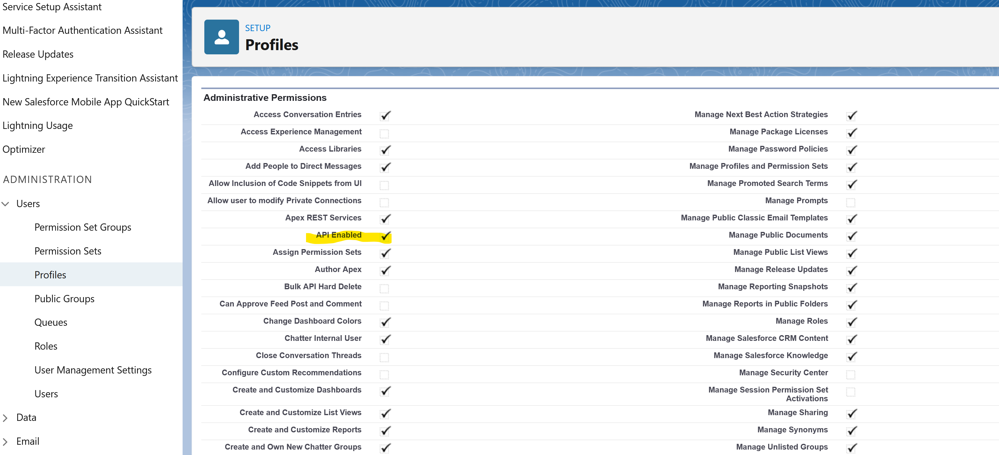 Service Setup Assistant
Multi-Factor Authentication Assistant
Release Updates
Lightning Experience Transition Assistant
New Salesforce Mobile App QuickStart
Lightning Usage
Optimizer
ADMINISTRATION
Users
Permission Set Groups
Permission Sets
Profiles
Public Groups
Queues
Roles
User Management Settings
Users
Data
Email
SETUP
Profiles
Administrative Permissions
Access Conversation Entries
Access Experience Management
Access Libraries
Add People to Direct Messages
Allow Inclusion of Code Snippets from UI
Allow user to modify Private Connections
Apex REST Services
API Enabled
Assign Permission Sets
Author Apex
Bulk API Hard Delete
Can Approve Feed Post and Comment
Change Dashboard Colors
Chatter Internal User
Close Conversation Threads
Configure Custom Recommendations
Create and Customize Dashboards
Create and Customize List Views
Create and Customize Reports
Create and Own New Chatter Groups
Manage Next Best Action Strategies
Manage Package Licenses
Manage Password Policies
Manage Profiles and Permission Sets
Manage Promoted Search Terms
Manage Prompts
Manage Public Classic Email Templates
Manage Public Documents
Manage Public List Views
Manage Release Updates
Manage Reporting Snapshots
Manage Reports in Public Folders
Manage Roles
Manage Salesforce CRM Content
Manage Salesforce Knowledge
Manage Security Center
Manage Session Permission Set
Activations
Manage Sharing
Manage Synonyms
Manage Unlisted Groups